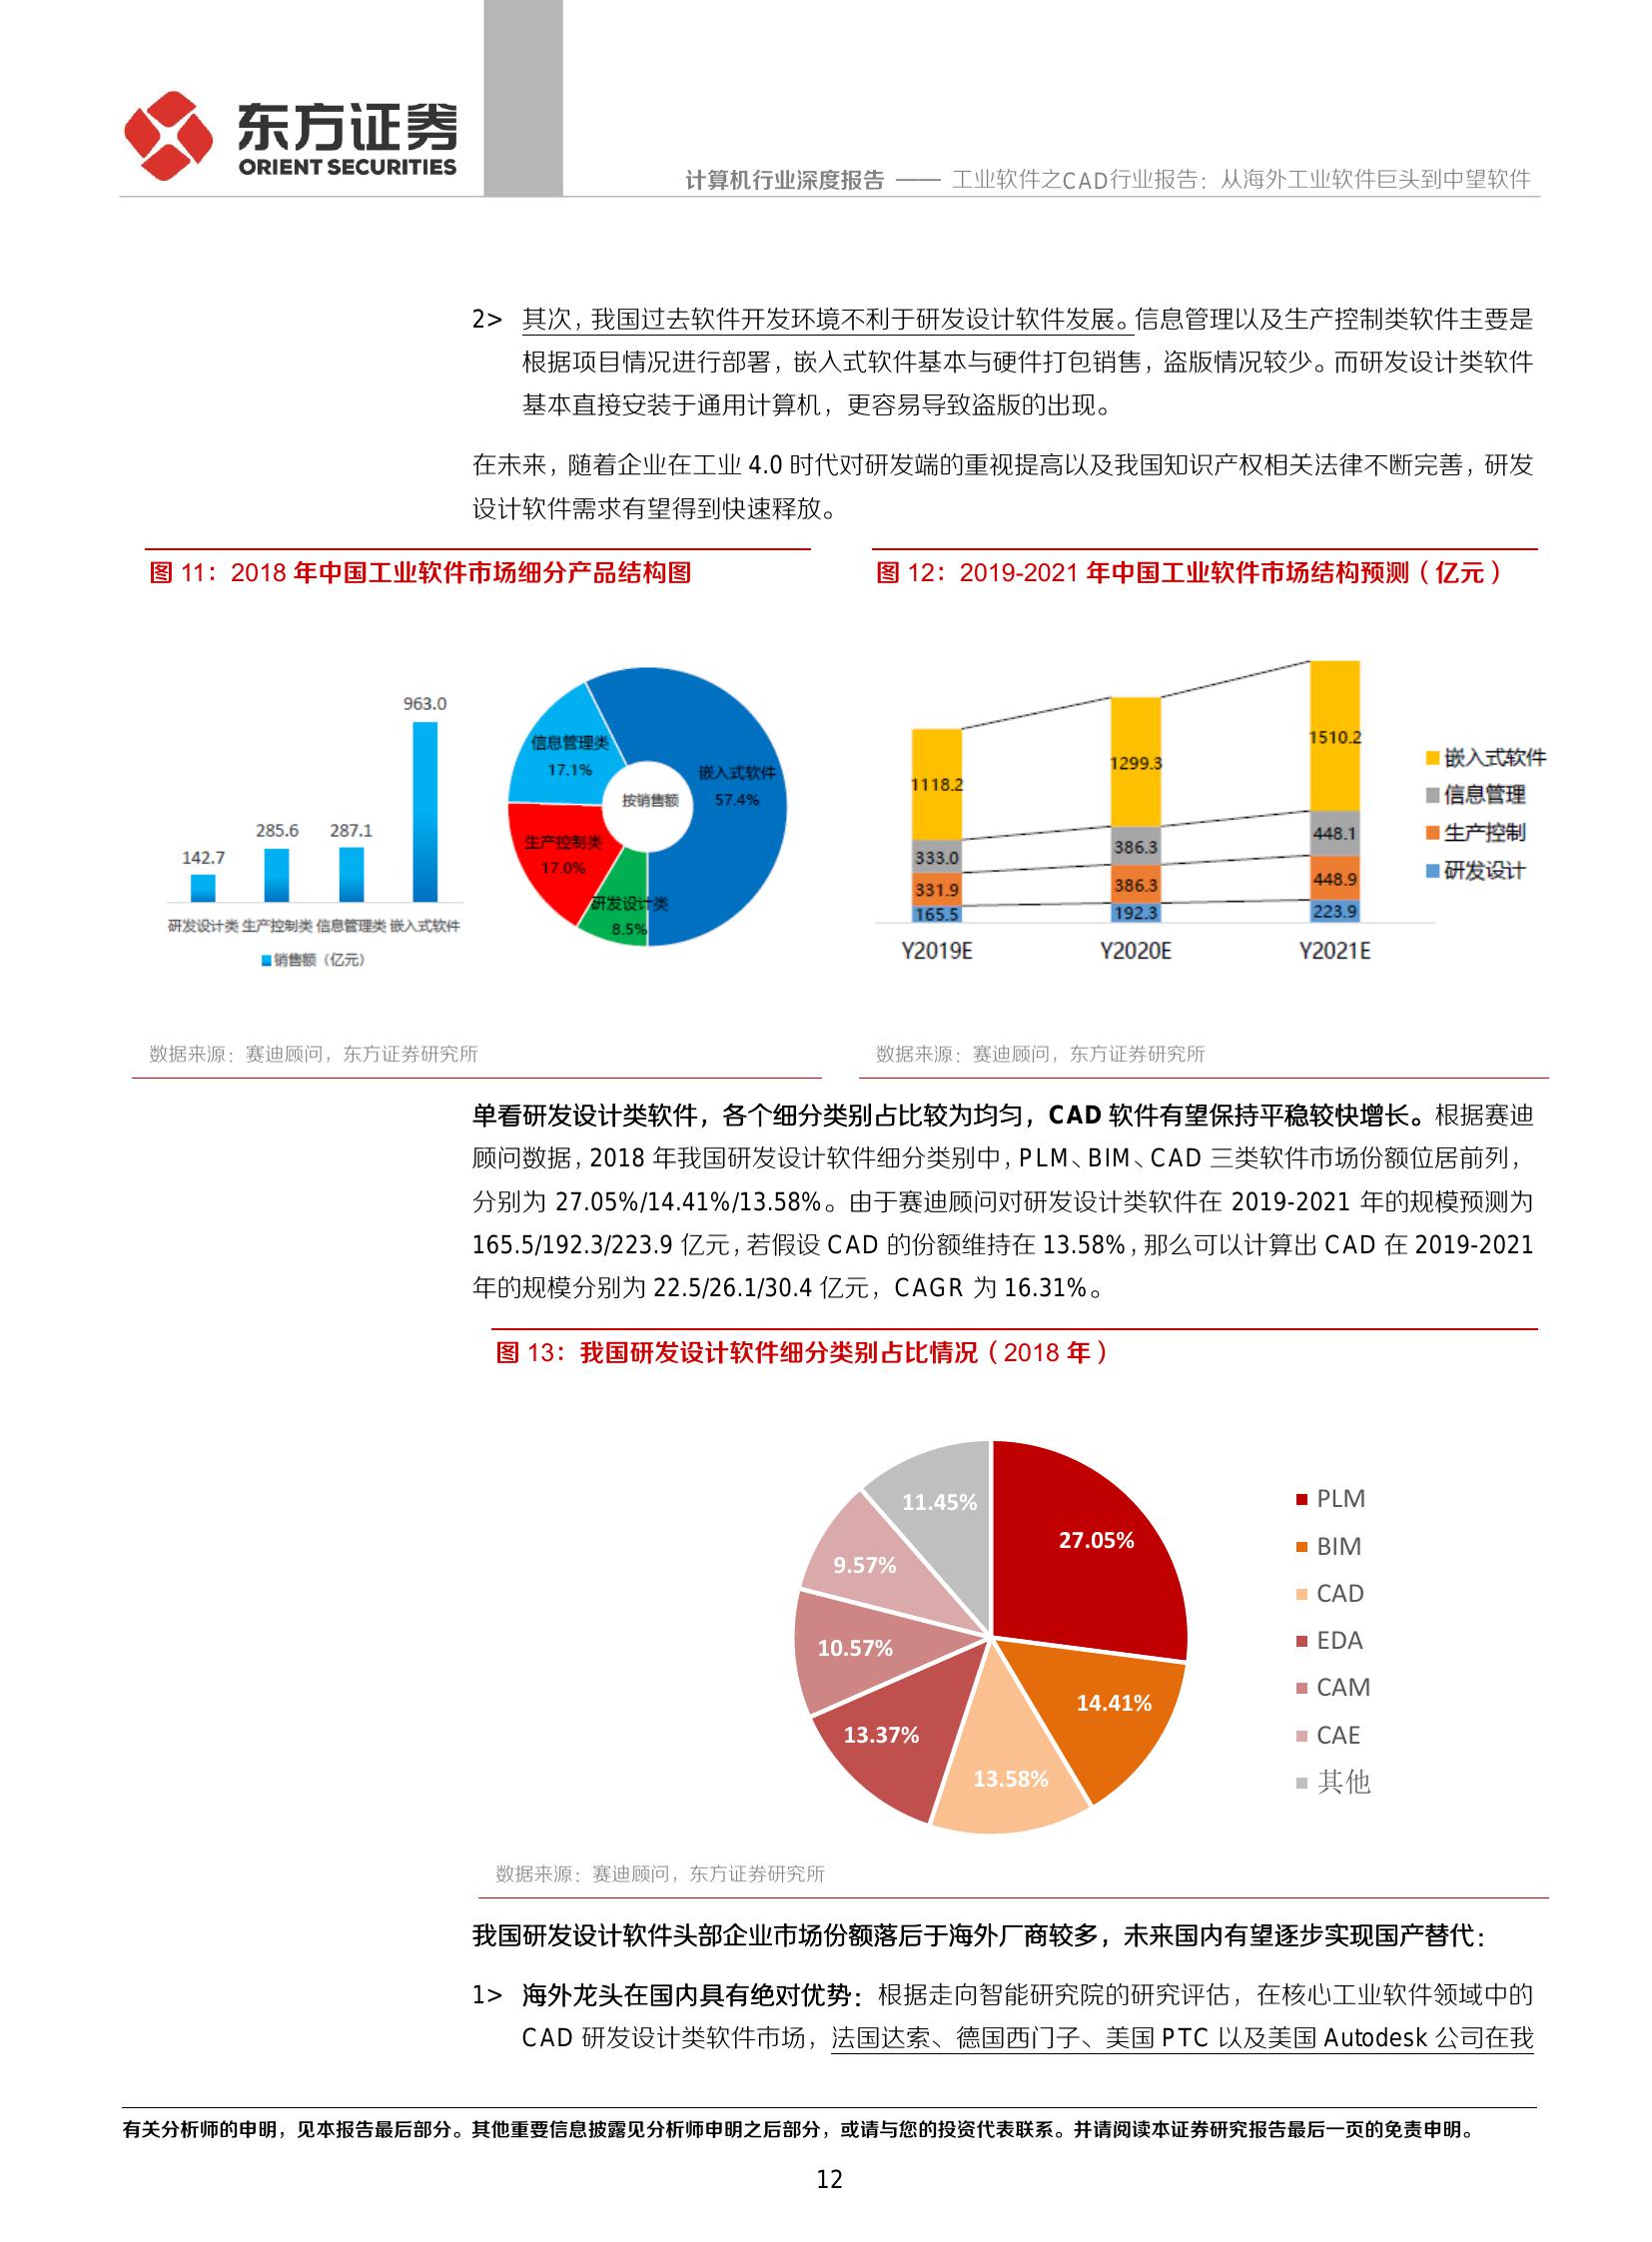 东方证券
ORIENT SECURITIES
计算机行业深度报告 —— 工业软件之CAD行业报告：从海外工业软件巨头到中望软件
2> 其次，我国过去软件开发环境不利于研发设计软件发展。信息管理以及生产控制类软件主要是
根据项目情况进行部署，嵌入式软件基本与硬件打包销售，盗版情况较少。而研发设计类软件
基本直接安装于通用计算机，更容易导致盗版的出现。
在未来，随着企业在工业 4.0 时代对研发端的重视提高以及我国知识产权相关法律不断完善，研发
设计软件需求有望得到快速释放。
图 11：2018 年中国工业软件市场细分产品结构图
963.0
285.6
287.1
142.7
研发设计类 生产控制类 信息管理类 嵌入式软件
销售额（亿元）
信息管理类
17.1%
嵌入式软件
57.4%
按销售额
生产控制类
17.0%
研发设计类
8.5%
数据来源：赛迪顾问，东方证券研究所
图 12：2019-2021 年中国工业软件市场结构预测（亿元）
1118.2
1299.3
1510.2
333.0
386.3
448.1
331.9
386.3
448.9
165.5
192.3
223.9
Y2019E
Y2020E
Y2021E
嵌入式软件
信息管理
生产控制
研发设计
数据来源：赛迪顾问，东方证券研究所
单看研发设计类软件，各个细分类别占比较为均匀，CAD 软件有望保持平稳较快增长。根据赛迪
顾问数据，2018 年我国研发设计软件细分类别中，PLM、BIM、CAD 三类软件市场份额位居前列，
分别为 27.05%/14.41%/13.58%。由于赛迪顾问对研发设计类软件在 2019-2021 年的规模预测为
165.5/192.3/223.9 亿元，若假设 CAD 的份额维持在 13.58%，那么可以计算出 CAD 在 2019-2021
年的规模分别为 22.5/26.1/30.4 亿元，CAGR 为 16.31%。
图 13：我国研发设计软件细分类别占比情况（2018 年）
27.05%
14.41%
13.58%
13.37%
10.57%
9.57%
11.45%
PLM
BIM
CAD
EDA
CAM
CAE
其他
数据来源：赛迪顾问，东方证券研究所
我国研发设计软件头部企业市场份额落后于海外厂商较多，未来国内有望逐步实现国产替代：
1> 海外龙头在国内具有绝对优势：根据走向智能研究院的研究评估，在核心工业软件领域中的
CAD 研发设计类软件市场，法国达索、德国西门子、美国 PTC 以及美国 Autodesk 公司在我
有关分析师的申明，见本报告最后部分。其他重要信息披露见分析师申明之后部分，或请与您的投资代表联系。并请阅读本证券研究报告最后一页的免责申明。
12